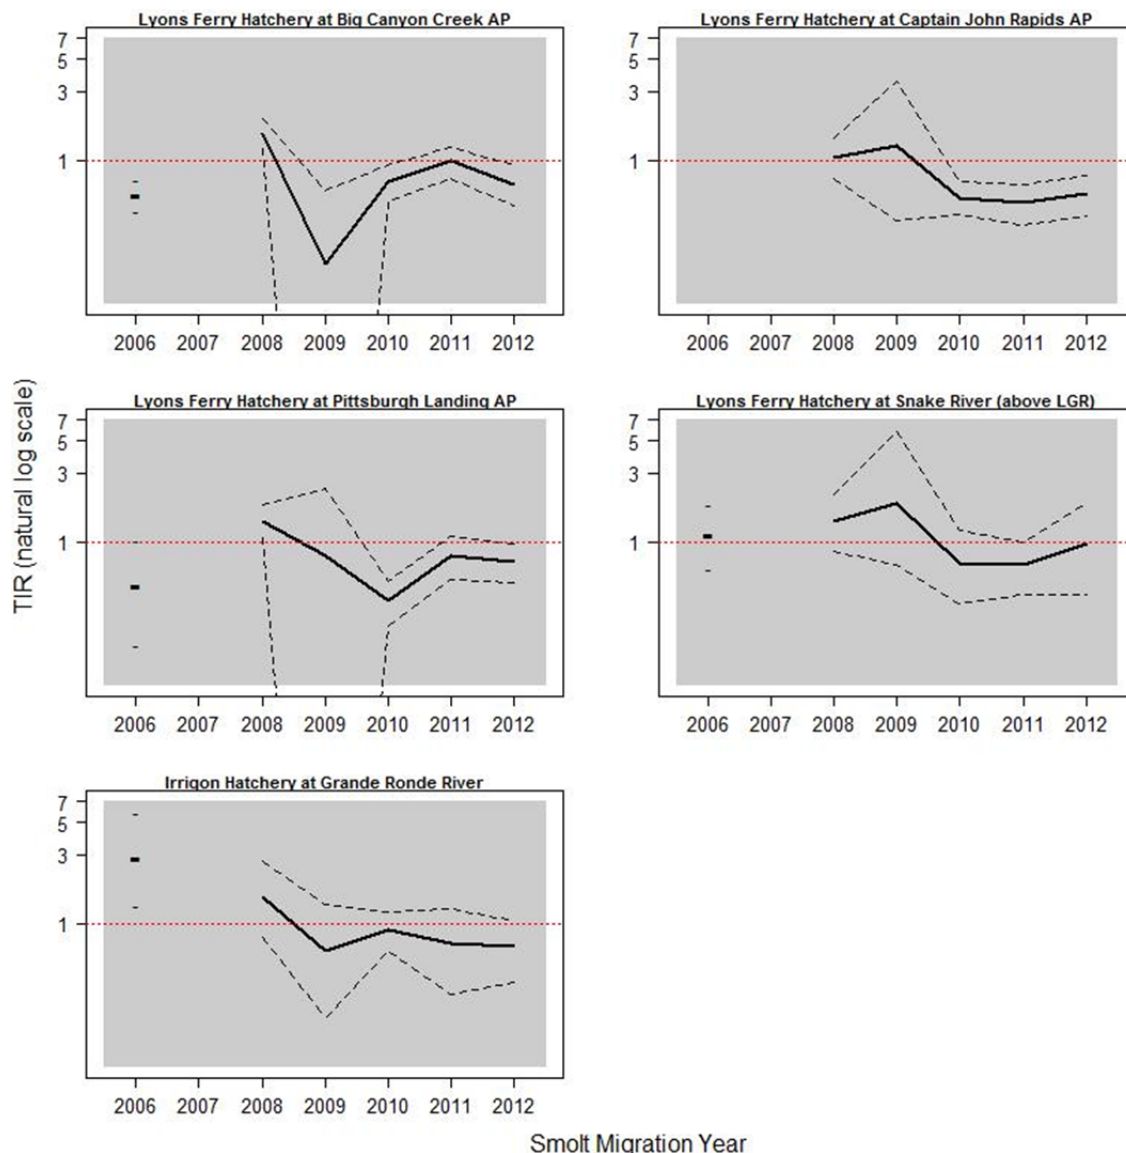 Lyons Ferry Hatchery at Big Canyon Creek AP
7
5
3
1
2006 2007 2008 2009 2010 2011 2012
Lyons Ferry Hatchery at Captain John Rapids AP
7
5
3
1
2006 2007 2008 2009 2010 2011 2012
TIR (natural log scale)
Lyons Ferry Hatchery at Pittsburgh Landing AP
7
5
3
1
2006 2007 2008 2009 2010 2011 2012
Lyons Ferry Hatchery at Snake River (above LGR)
7
5
3
1
2006 2007 2008 2009 2010 2011 2012
Irrigon Hatchery at Grande Ronde River
7
5
3
1
2006 2007 2008 2009 2010 2011 2012
Smolt Migration Year